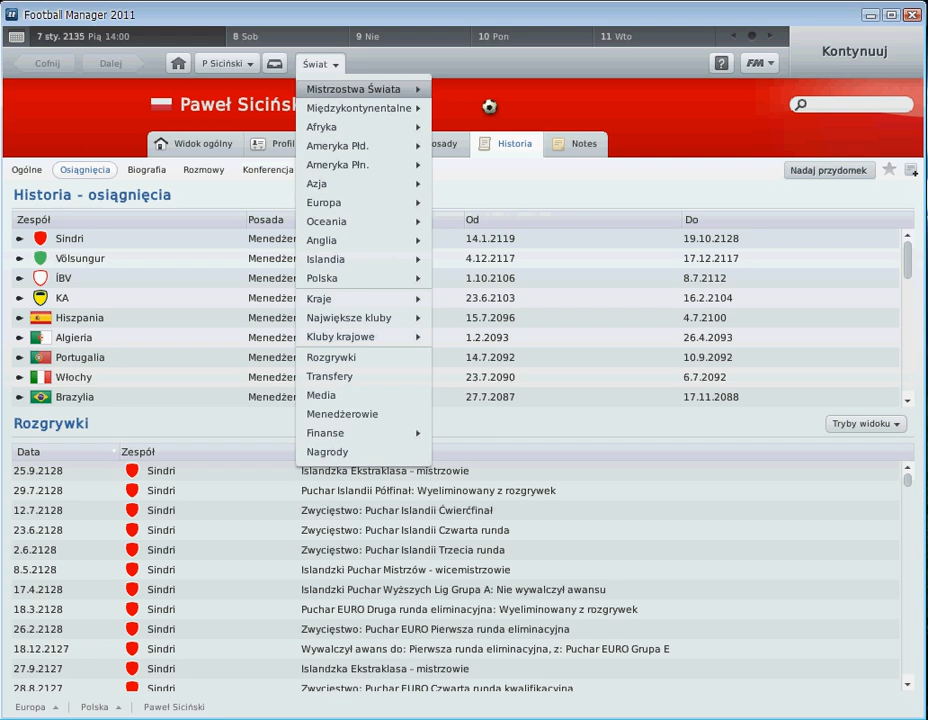 Football Manager 2011
7 sty. 2135 Pią 14:00 8 Sob 9 Nie 10 Pon 11 Wto
Kontynuuj
Cofnij Dalej P Siciński Świat ? FM
Paweł Sicińsk
Widok ogólny Profil osady Historia Notes
Ogólne Osiągnięcia Biografia Rozmowy Konferencja Nadaj przydomek
Historia - osiągnięcia
Mistrzostwa Świata
Międzykontynentalne
Afryka
Ameryka Płd.
Ameryka Płn.
Azja
Europa
Oceania
Anglia
Islandia
Polska
Kraje
Największe kluby
Kluby krajowe
Rozgrywki
Transfery
Media
Menedżerowie
Finanse
Nagrody
Zespół Posada Od Do
Sindri Menedżer 14.1.2119 19.10.2128
Völsungur Menedżer 4.12.2117 17.12.2117
ÍBV Menedżer 1.10.2106 8.7.2112
KA Menedżer 23.6.2103 16.2.2104
Hiszpania Menedżer 15.7.2096 4.7.2100
Algieria Menedżer 1.2.2093 26.4.2093
Portugalia Menedżer 14.7.2092 10.9.2092
Włochy Menedżer 23.7.2090 6.7.2092
Brazylia Menedżer 27.7.2087 17.11.2088
Rozgrywki Tryby widoku
Data Zespół
25.9.2128 Sindri Islandzka Ekstraklasa - mistrzowie
29.7.2128 Sindri Puchar Islandii Półfinał: Wyeliminowany z rozgrywek
12.7.2128 Sindri Zwycięstwo: Puchar Islandii Ćwierćfinał
23.6.2128 Sindri Zwycięstwo: Puchar Islandii Czwarta runda
2.6.2128 Sindri Zwycięstwo: Puchar Islandii Trzecia runda
8.5.2128 Sindri Islandzki Puchar Mistrzów - wicemistrzowie
17.4.2128 Sindri Islandzki Puchar Wyższych Lig Grupa A: Nie wywalczył awansu
18.3.2128 Sindri Puchar EURO Druga runda eliminacyjna: Wyeliminowany z rozgrywek
26.2.2128 Sindri Zwycięstwo: Puchar EURO Pierwsza runda eliminacyjna
18.12.2127 Sindri Wywalczył awans do: Pierwsza runda eliminacyjna, z: Puchar EURO Grupa E
27.9.2127 Sindri Islandzka Ekstraklasa - mistrzowie
28.8.2127 Sindri Zwycięstwo: Puchar EURO Czwarta runda kwalifikacyjna
Europa Polska Paweł Siciński